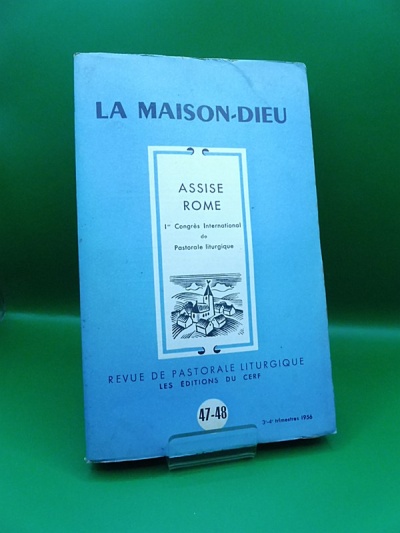 LA MAISON-DIEU
ASSISE
ROME
1er Congrès International
de
Pastorale liturgique
REVUE DE PASTORALE LITURGIQUE
LES ÉDITIONS DU CERF
47-48
3e-4e trimestres 1956